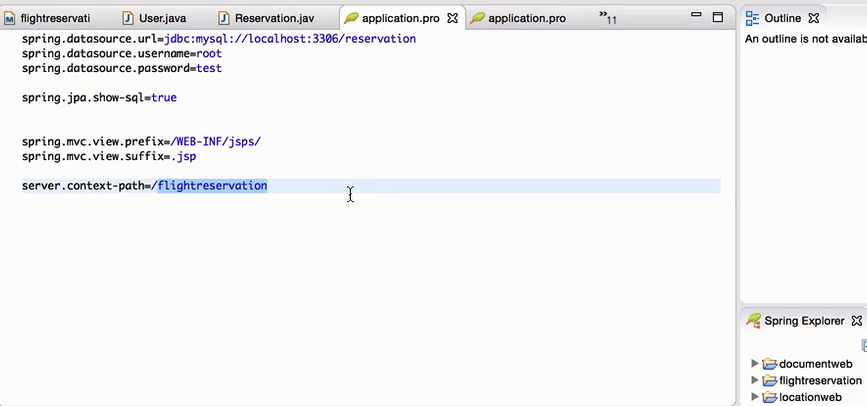 flightreservati User.java Reservation.jav application.pro application.pro »11
spring.datasource.url=jdbc:mysql://localhost:3306/reservation
spring.datasource.username=root
spring.datasource.password=test
spring.jpa.show-sql=true
spring.mvc.view.prefix=/WEB-INF/jsps/
spring.mvc.view.suffix=.jsp
server.context-path=/flightreservation
Outline
An outline is not availab
Spring Explorer
documentweb
flightreservation
locationweb